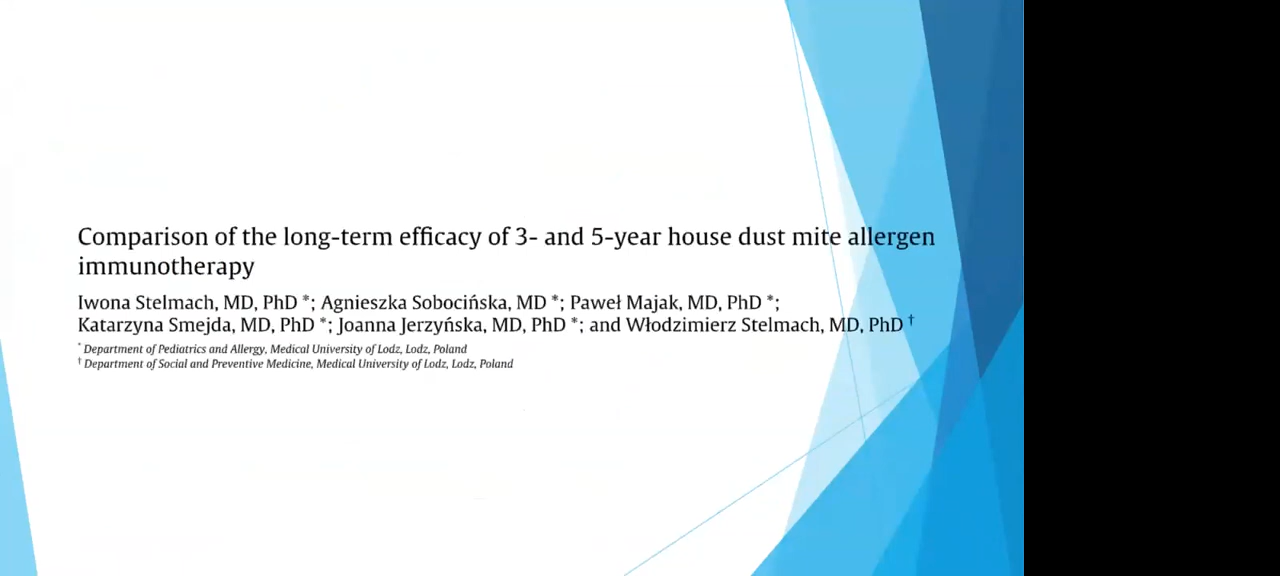 Comparison of the long-term efficacy of 3- and 5-year house dust mite allergen
immunotherapy
Iwona Stelmach, MD, PhD *; Agnieszka Sobocińska, MD *; Paweł Majak, MD, PhD *;
Katarzyna Smejda, MD, PhD *; Joanna Jerzyńska, MD, PhD *; and Włodzimierz Stelmach, MD, PhD †
* Department of Pediatrics and Allergy, Medical University of Lodz, Lodz, Poland
† Department of Social and Preventive Medicine, Medical University of Lodz, Lodz, Poland